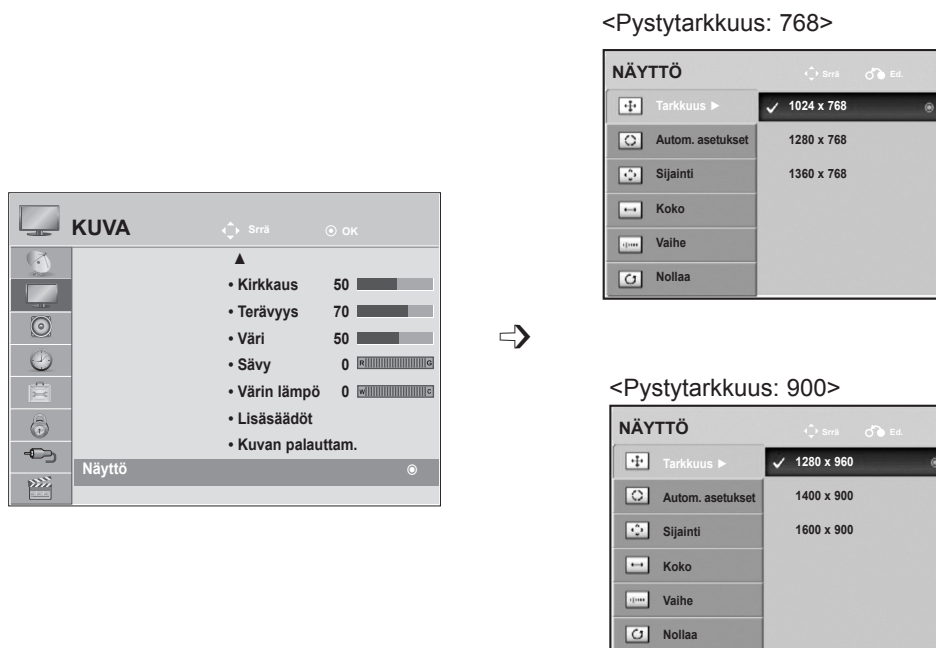 KUVA
Srrä
OK
▲
• Kirkkaus 50
• Terävyys 70
• Väri 50
• Sävy 0 R G
• Värin lämpö 0 W C
• Lisäsäädöt
• Kuvan palauttam.
Näyttö
<Pystytarkkuus: 768>
NÄYTTÖ
Srrä
Ed.
Tarkkuus ►
✓ 1024 x 768
Autom. asetukset
1280 x 768
Sijainti
1360 x 768
Koko
Vaihe
Nollaa
<Pystytarkkuus: 900>
NÄYTTÖ
Srrä
Ed.
Tarkkuus ►
✓ 1280 x 960
Autom. asetukset
1400 x 900
Sijainti
1600 x 900
Koko
Vaihe
Nollaa